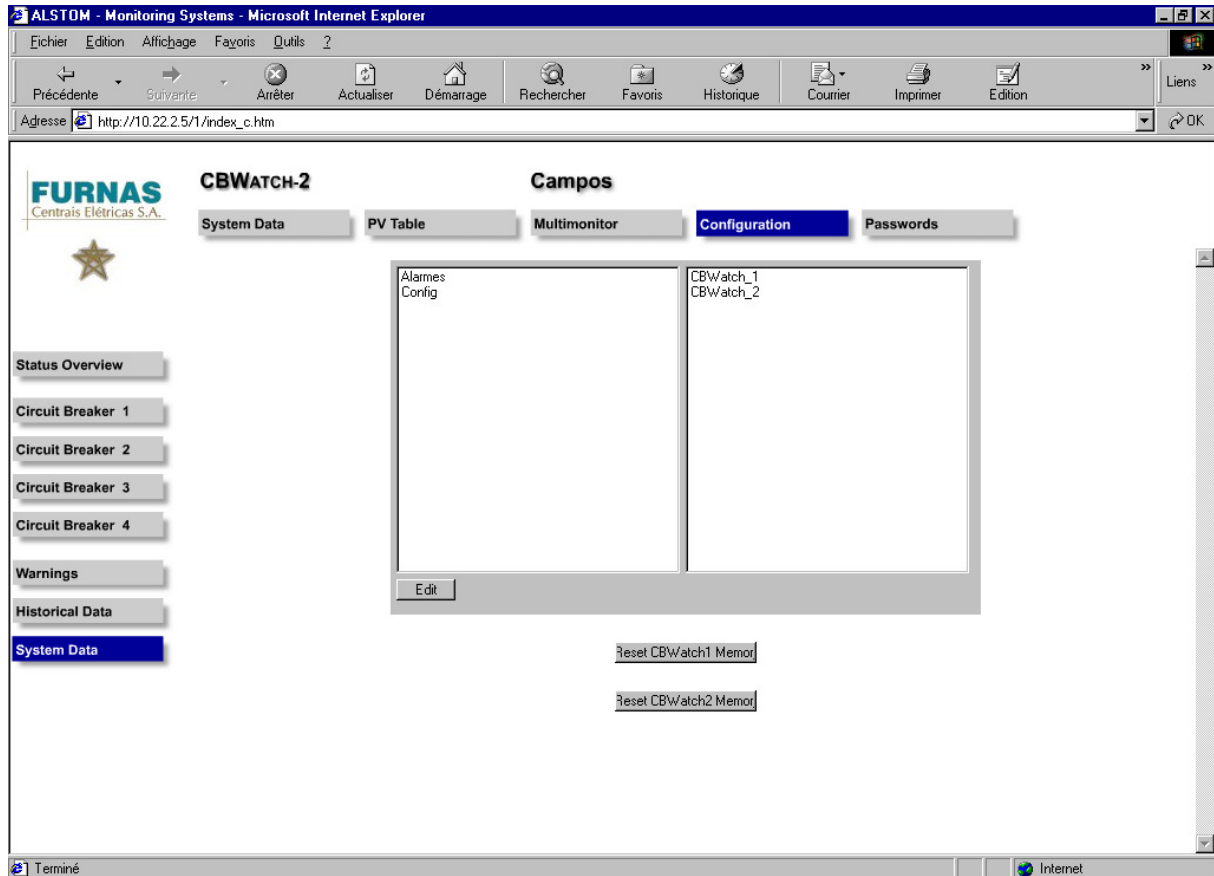 ALSTOM - Monitoring Systems - Microsoft Internet Explorer
Fichier Edition Affichage Favoris Outils ?
Précédente Suivante Arrêter Actualiser Démarrage Rechercher Favoris Historique Courrier Imprimer Edition » Liens »
Adresse http://10.22.2.5/1/index_c.htm OK
FURNAS
Centrais Elétricas S.A.
CBWATCH-2 Campos
System Data PV Table Multimonitor Configuration Passwords
Alarmes
Config
CBWatch_1
CBWatch_2
Edit
Status Overview
Circuit Breaker 1
Circuit Breaker 2
Circuit Breaker 3
Circuit Breaker 4
Warnings
Historical Data
System Data
Reset CBWatch1 Memor
Reset CBWatch2 Memor
Terminé Internet